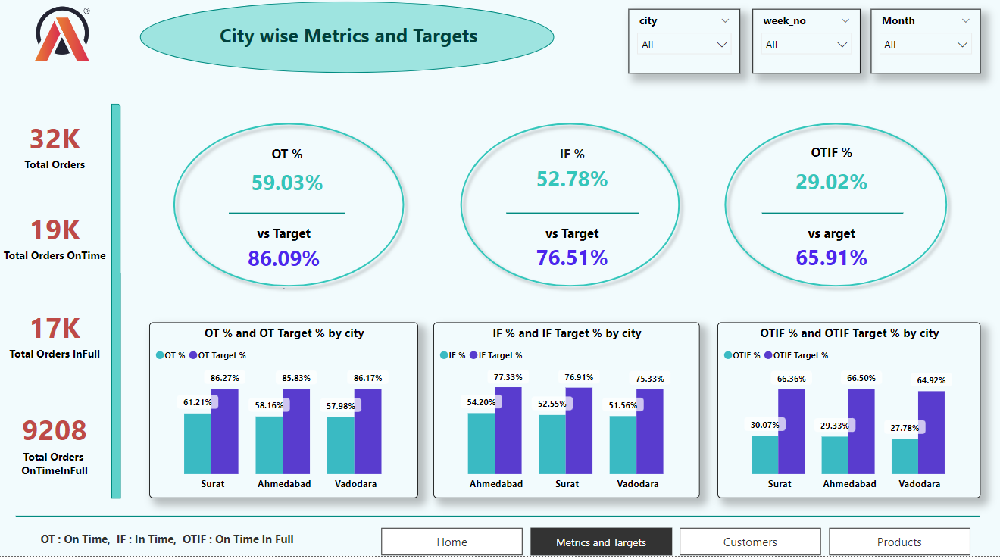 ®
City wise Metrics and Targets
city
All
week_no
All
Month
All
32K
Total Orders
19K
Total Orders OnTime
17K
Total Orders InFull
9208
Total Orders
OnTimeInFull
OT %
59.03%
vs Target
86.09%
IF %
52.78%
vs Target
76.51%
OTIF %
29.02%
vs arget
65.91%
OT % and OT Target % by city
OT % OT Target %
61.21% 86.27% 58.16% 85.83% 57.98% 86.17%
Surat Ahmedabad Vadodara
IF % and IF Target % by city
IF % IF Target %
54.20% 77.33% 52.55% 76.91% 51.56% 75.33%
Ahmedabad Surat Vadodara
OTIF % and OTIF Target % by city
OTIF % OTIF Target %
30.07% 66.36% 29.33% 66.50% 27.78% 64.92%
Surat Ahmedabad Vadodara
OT : On Time, IF : In Time, OTIF : On Time In Full
Home
Metrics and Targets
Customers
Products